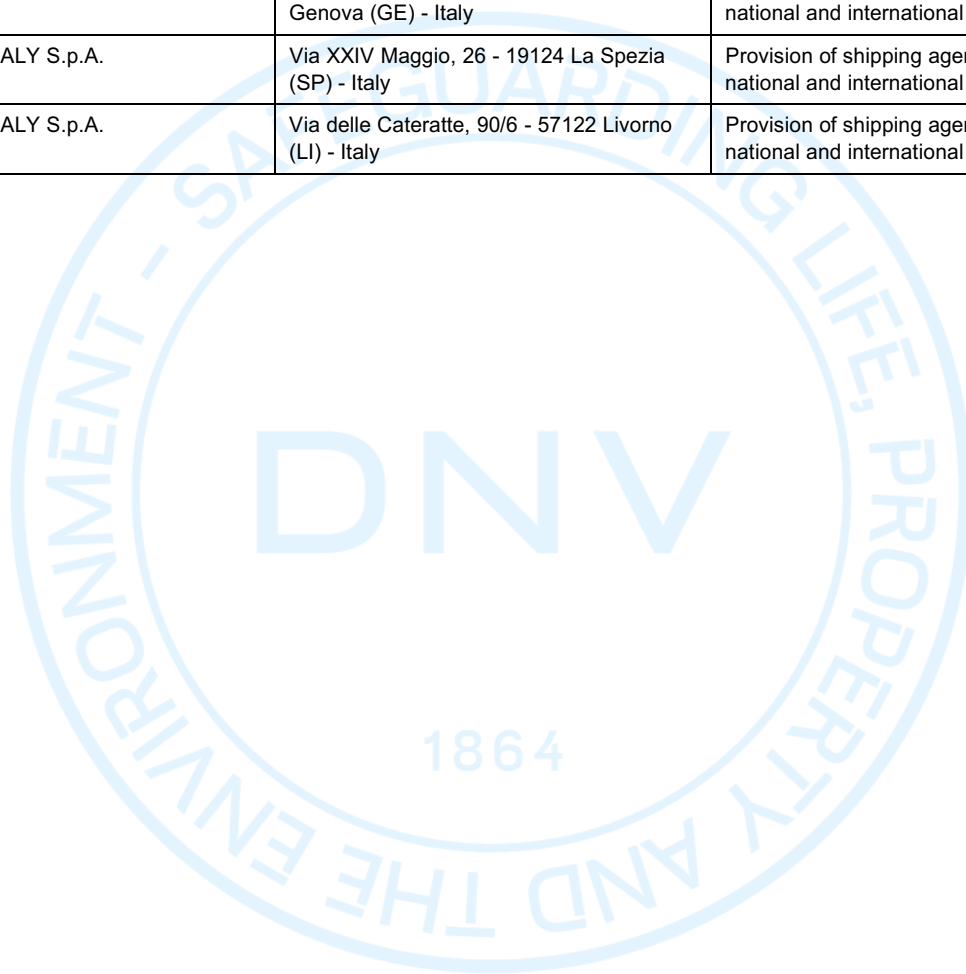 Genova (GE) - Italy
national and international
ALY S.p.A.
Via XXIV Maggio, 26 - 19124 La Spezia
(SP) - Italy
Provision of shipping
national and international
ALY S.p.A.
Via delle Cateratte, 90/6 - 57122 Livorno
(LI) - Italy
Provision of shipping
national and international
SAFEGUARDING LIFE, PROPERTY AND THE ENVIRONMENT -
DNV
1864